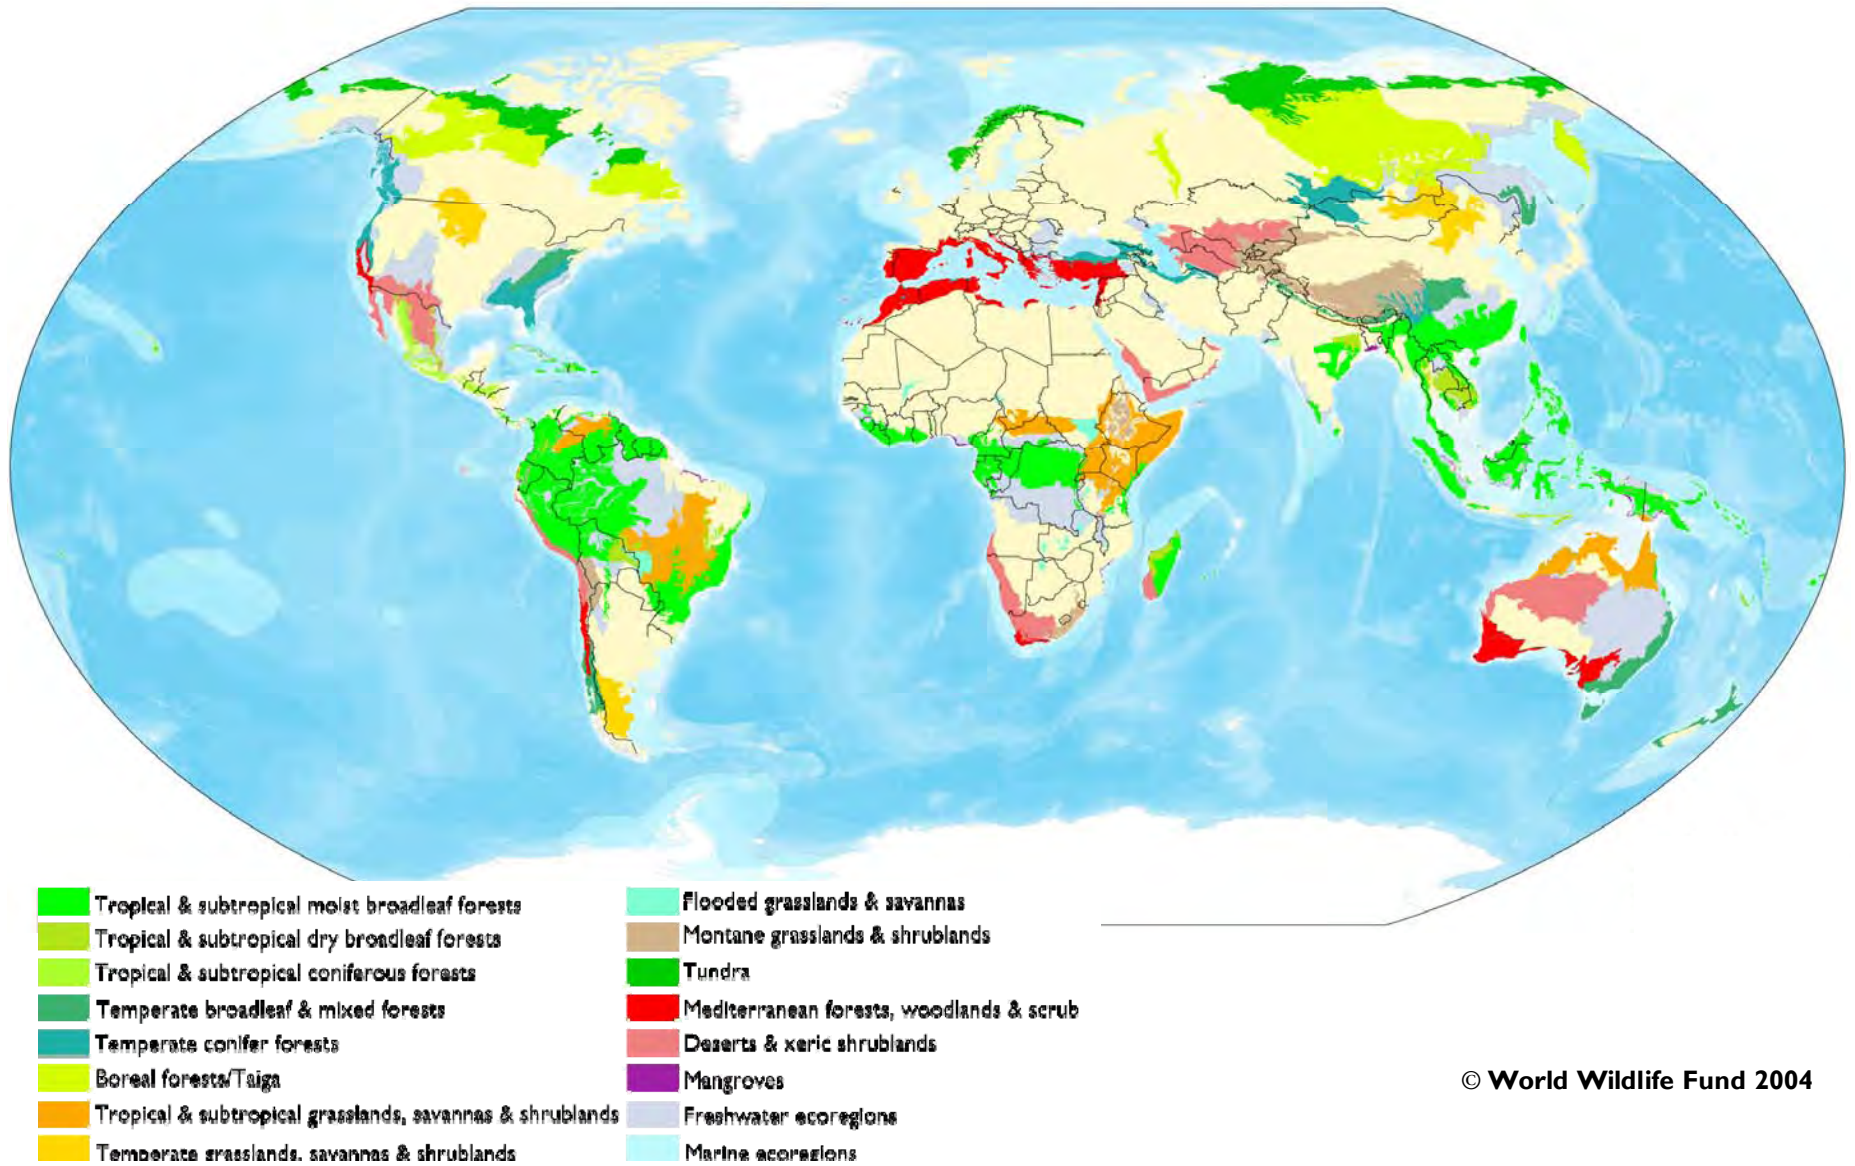 Tropical & subtropical moist broadleaf forests
Tropical & subtropical dry broadleaf forests
Tropical & subtropical coniferous forests
Temperate broadleaf & mixed forests
Temperate conifer forests
Boreal forests/Taiga
Tropical & subtropical grasslands, savannas & shrublands
Temperate grasslands, savannas & shrublands
Flooded grasslands & savannas
Montane grasslands & shrublands
Tundra
Mediterranean forests, woodlands & scrub
Deserts & xeric shrublands
Mangroves
Freshwater ecoregions
Marine ecoregions
© World Wildlife Fund 2004